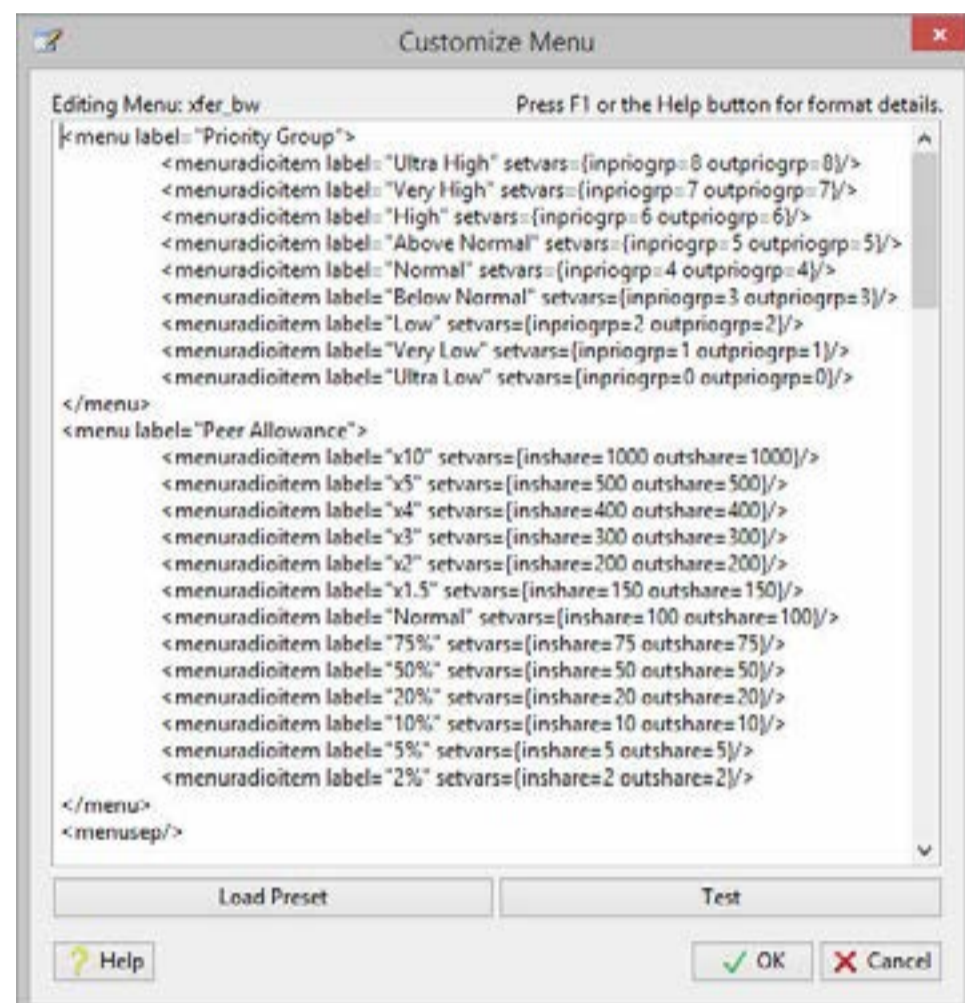 Customize Menu
Editing Menu: xfer_bw Press F1 or the Help button for format details.
<menu label="Priority Group">
<menuradioitem label="Ultra High" setvars={inpriogrp=8 outpriogrp=8}/>
<menuradioitem label="Very High" setvars={inpriogrp=7 outpriogrp=7}/>
<menuradioitem label="High" setvars={inpriogrp=6 outpriogrp=6}/>
<menuradioitem label="Above Normal" setvars={inpriogrp=5 outpriogrp=5}/>
<menuradioitem label="Normal" setvars={inpriogrp=4 outpriogrp=4}/>
<menuradioitem label="Below Normal" setvars={inpriogrp=3 outpriogrp=3}/>
<menuradioitem label="Low" setvars={inpriogrp=2 outpriogrp=2}/>
<menuradioitem label="Very Low" setvars={inpriogrp=1 outpriogrp=1}/>
<menuradioitem label="Ultra Low" setvars={inpriogrp=0 outpriogrp=0}/>
</menu>
<menu label="Peer Allowance">
<menuradioitem label="x10" setvars={inshare=1000 outshare=1000}/>
<menuradioitem label="x5" setvars={inshare=500 outshare=500}/>
<menuradioitem label="x4" setvars={inshare=400 outshare=400}/>
<menuradioitem label="x3" setvars={inshare=300 outshare=300}/>
<menuradioitem label="x2" setvars={inshare=200 outshare=200}/>
<menuradioitem label="x1.5" setvars={inshare=150 outshare=150}/>
<menuradioitem label="Normal" setvars={inshare=100 outshare=100}/>
<menuradioitem label="75%" setvars={inshare=75 outshare=75}/>
<menuradioitem label="50%" setvars={inshare=50 outshare=50}/>
<menuradioitem label="20%" setvars={inshare=20 outshare=20}/>
<menuradioitem label="10%" setvars={inshare=10 outshare=10}/>
<menuradioitem label="5%" setvars={inshare=5 outshare=5}/>
<menuradioitem label="2%" setvars={inshare=2 outshare=2}/>
</menu>
<menusep/>
Load Preset Test
Help OK Cancel